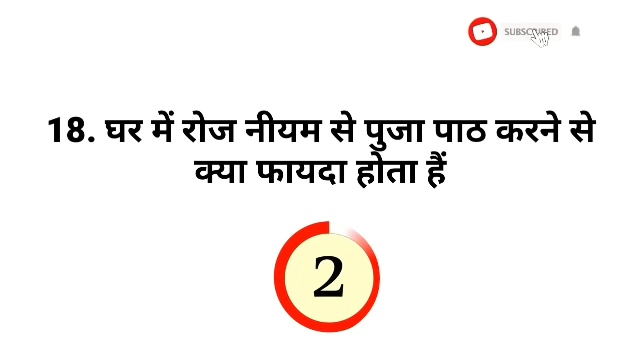 SUBSCRIBED
18. घर में रोज नीयम से पुजा पाठ करने से
क्या फायदा होता हैं
2